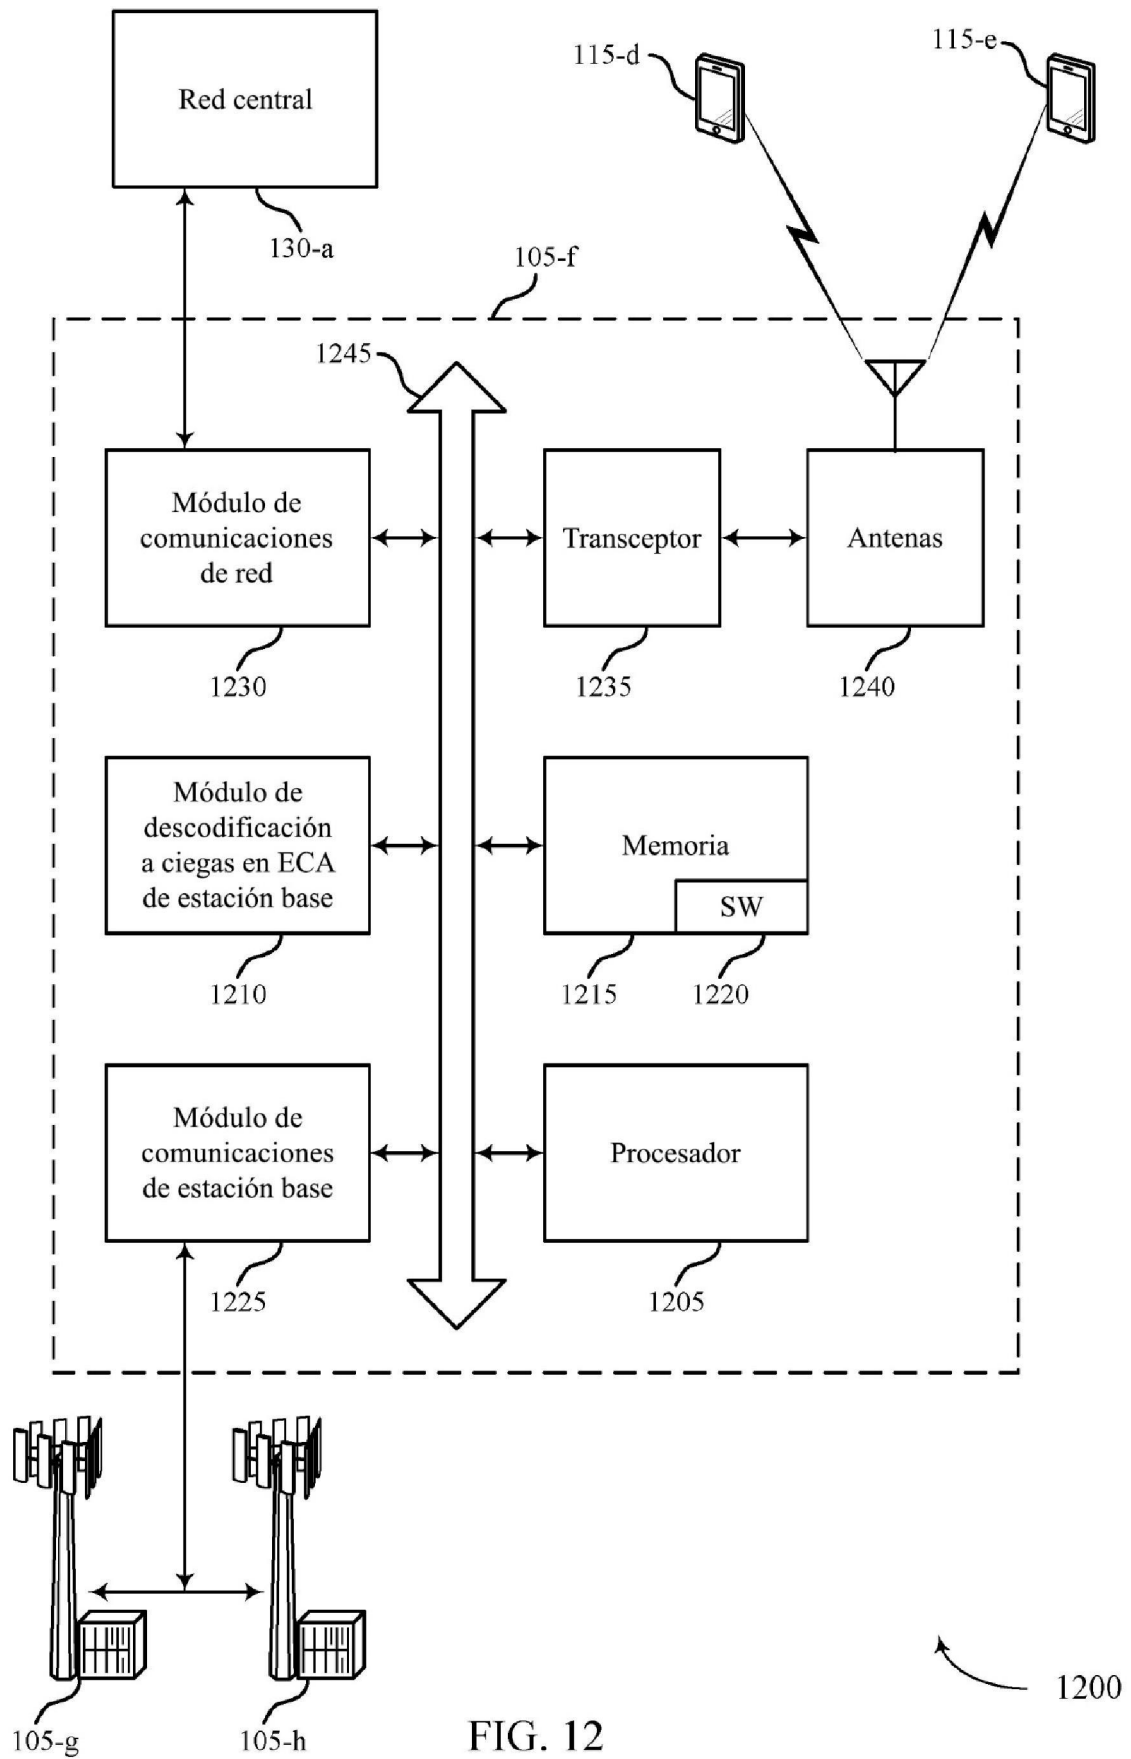 Red central
130-a
115-d
115-e
105-f
1245
Módulo de
comunicaciones
de red
1230
Transceptor
1235
Antenas
1240
Módulo de
descodificación
a ciegas en ECA
de estación base
1210
Memoria
SW
1215
1220
Módulo de
comunicaciones
de estación base
1225
Procesador
1205
105-g
105-h
1200
FIG. 12